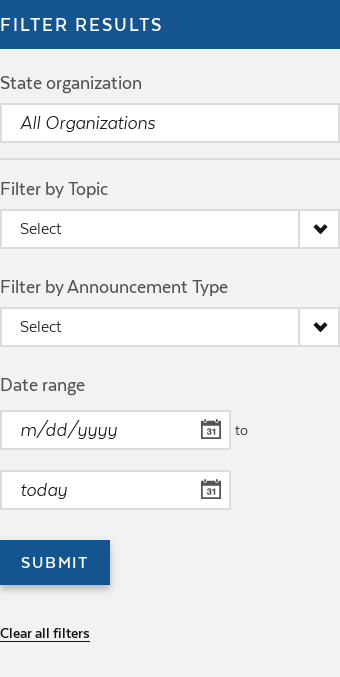 FILTER RESULTS
State organization
All Organizations
Filter by Topic
Select
Filter by Announcement Type
Select
Date range
m/dd/yyyy 31 to
today 31
SUBMIT
Clear all filters